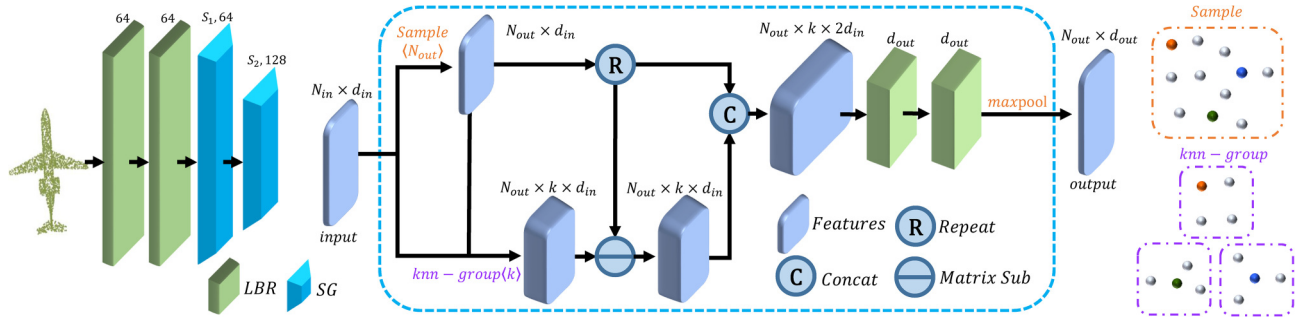 64
64
S₁, 64
S₂, 128
LBR
SG
N_in × d_in
input
Sample
⟨N_out⟩
N_out × d_in
R
C
N_out × k × d_in
N_out × k × d_in
knn − group⟨k⟩
N_out × k × 2d_in
d_out
d_out
maxpool
Features
R Repeat
C Concat
Matrix Sub
N_out × d_out
output
Sample
knn − group